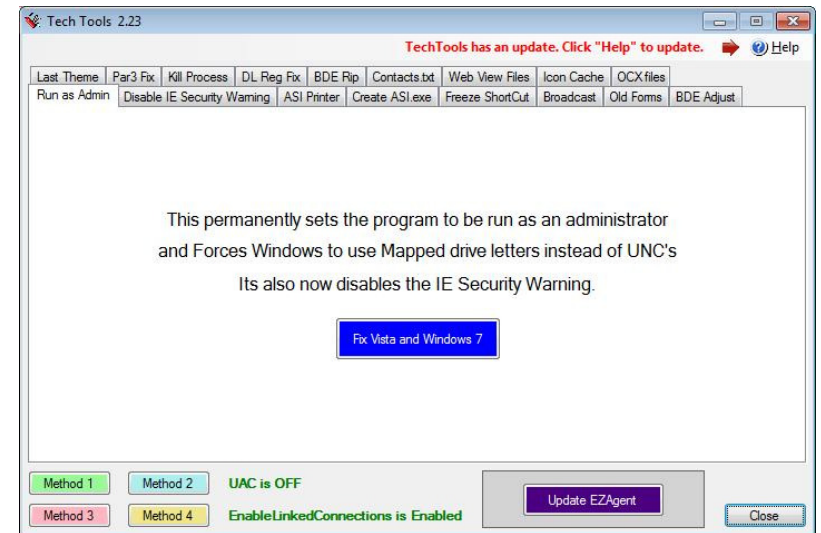 Tech Tools 2.23
TechTools has an update. Click "Help" to update.
Help
Last Theme Par3 Fix Kill Process DL Reg Fix BDE Rip Contacts.txt Web View Files Icon Cache OCX files
Run as Admin Disable IE Security Warning ASI Printer Create ASI.exe Freeze ShortCut Broadcast Old Forms BDE Adjust
This permanently sets the program to be run as an administrator
and Forces Windows to use Mapped drive letters instead of UNC's
Its also now disables the IE Security Warning.
Fix Vista and Windows 7
Method 1 Method 2 UAC is OFF
Update EZAgent
Method 3 Method 4 EnableLinkedConnections is Enabled
Close